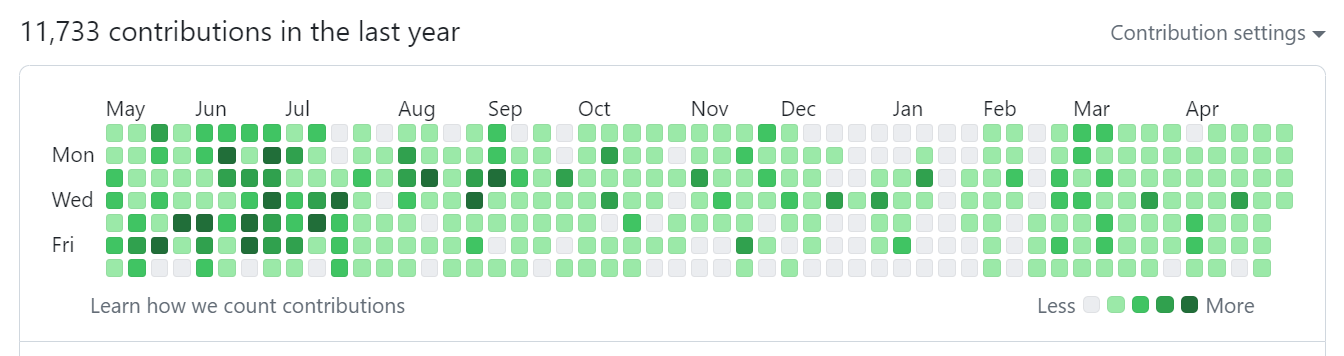 11,733 contributions in the last year
Contribution settings
May Jun Jul Aug Sep Oct Nov Dec Jan Feb Mar Apr
Mon
Wed
Fri
Learn how we count contributions
Less More